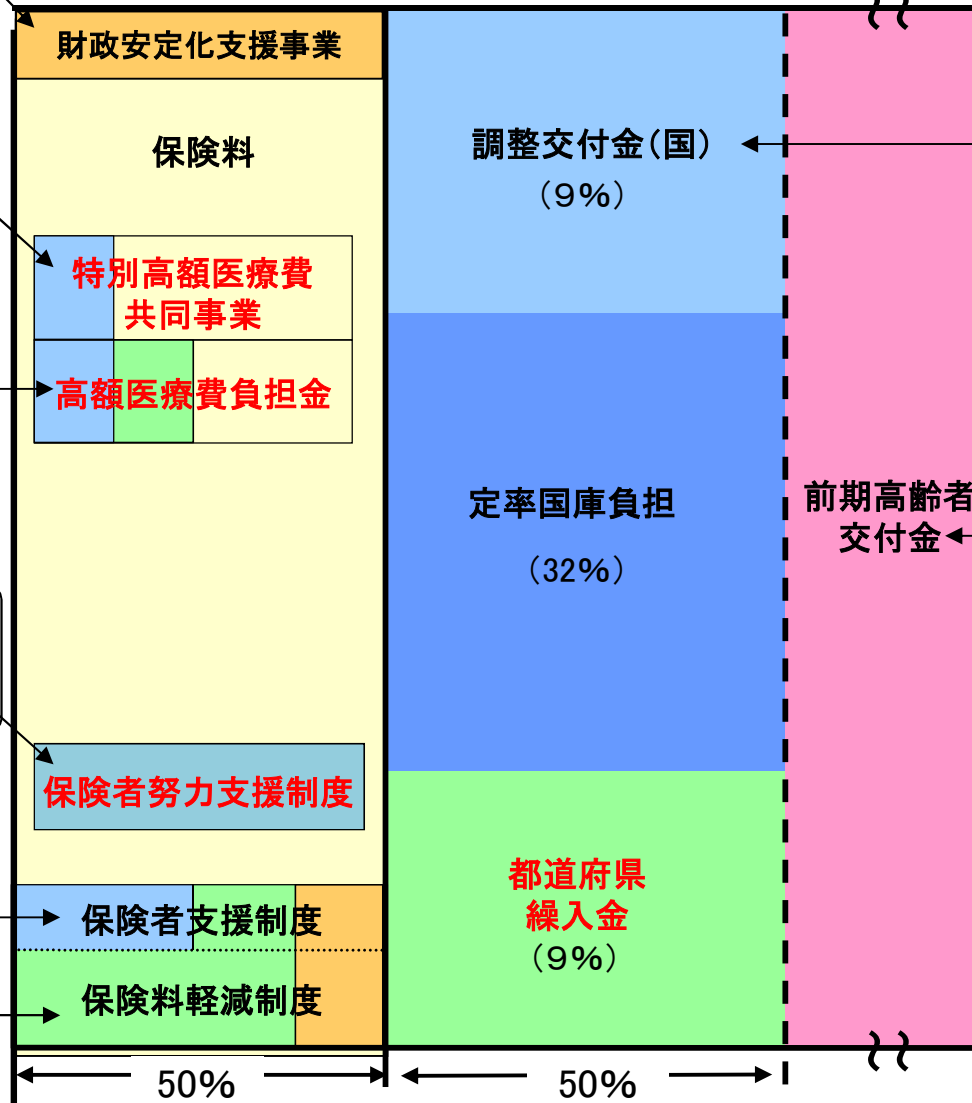 財政安定化支援事業
保険料
特別高額医療費
共同事業
高額医療費負担金
保険者努力支援制度
保険者支援制度
保険料軽減制度
50%
調整交付金(国)
(9%)
定率国庫負担
(32%)
都道府県
繰入金
(9%)
50%
前期高齢者
交付金